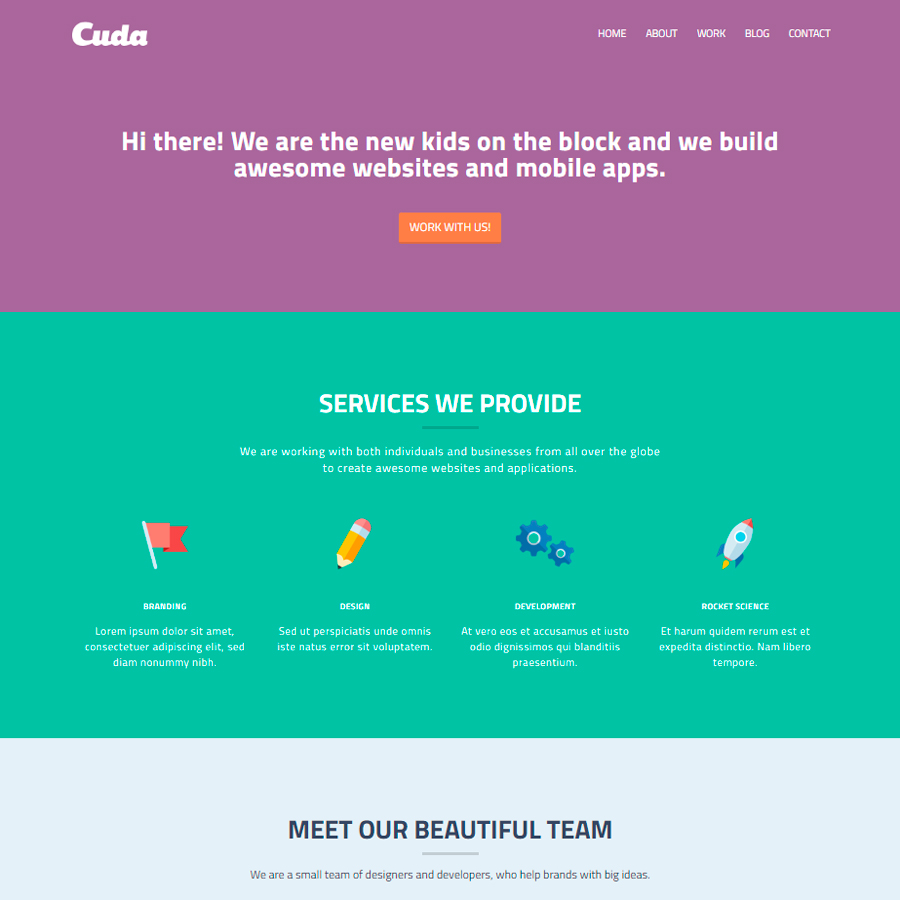 Cuda
HOME ABOUT WORK BLOG CONTACT
Hi there! We are the new kids on the block and we build
awesome websites and mobile apps.
WORK WITH US!
SERVICES WE PROVIDE
We are working with both individuals and businesses from all over the globe
to create awesome websites and applications.
BRANDING
Lorem ipsum dolor sit amet,
consectetuer adipiscing elit, sed
diam nonummy nibh.
DESIGN
Sed ut perspiciatis unde omnis
iste natus error sit voluptatem.
DEVELOPMENT
At vero eos et accusamus et iusto
odio dignissimos qui blanditiis
praesentium.
ROCKET SCIENCE
Et harum quidem rerum est et
expedita distinctio. Nam libero
tempore.
MEET OUR BEAUTIFUL TEAM
We are a small team of designers and developers, who help brands with big ideas.